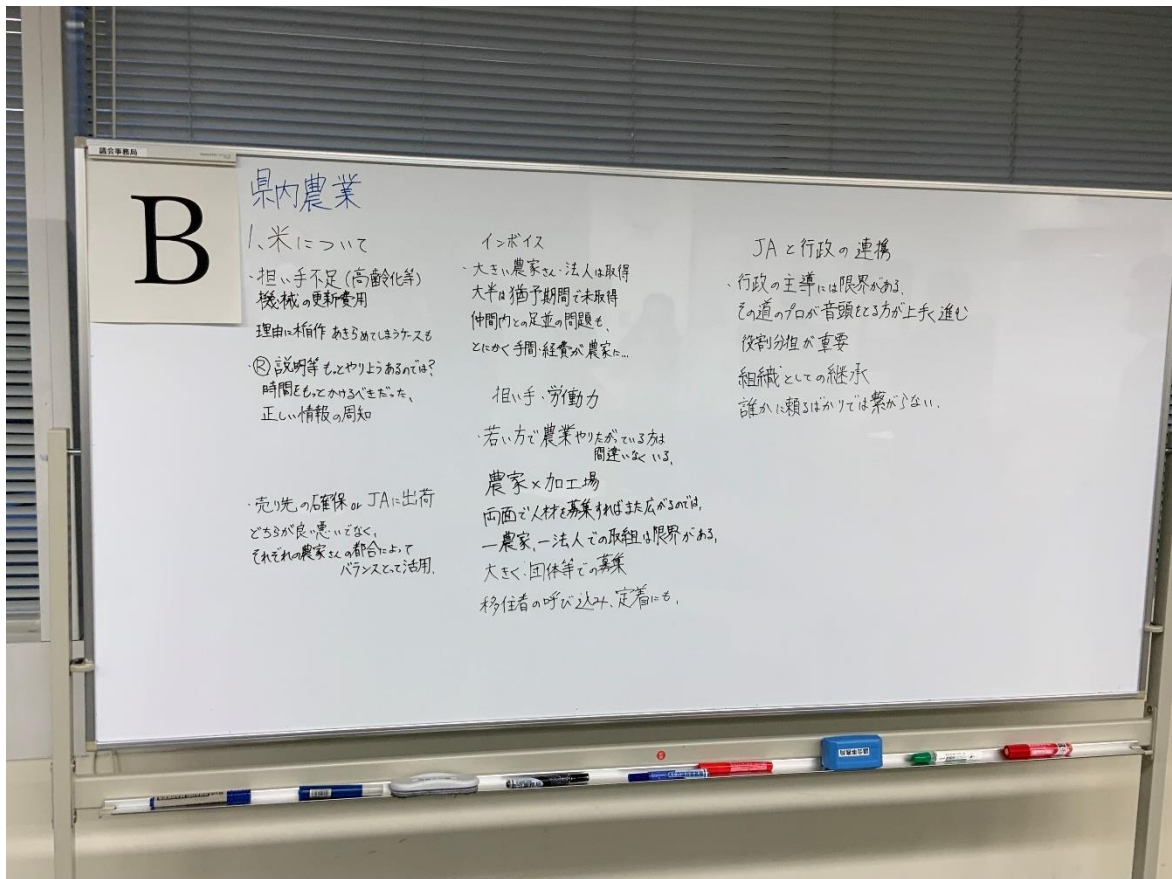 議会事務局
B
県内農業
1、米について
・担い手不足(高齢化等)
機械の更新費用
理由に稲作 あきらめてしまうケースも
・Ⓡ説明等 もっとやりようあるのでは?
時間をもっとかけるべきだった、
正しい情報の周知
・売り先の確保 or JAに出荷
どちらが良い悪いでなく、
それぞれの農家さんの都合によって
バランスとって活用。
インボイス
・大きい農家さん・法人は取得
大半は猶予期間で未取得
仲間内との足並の問題も、
とにかく手間・経費が農家に…
担い手・労働力
・若い方で農業やりたがっている方は
間違いなくいる。
農家×加工場
両面で人材を募集すればまた広がるのでは。
一農家、一法人での取組は限界がある。
大きく・団体等での募集
移住者の呼び込み、定着にも。
JAと行政の連携
・行政の主導には限界がある。
その道のプロが音頭をとる方が上手く進む
役割分担が重要
組織としての継承
誰かに頼るばかりでは繋がらない。
議会事務局